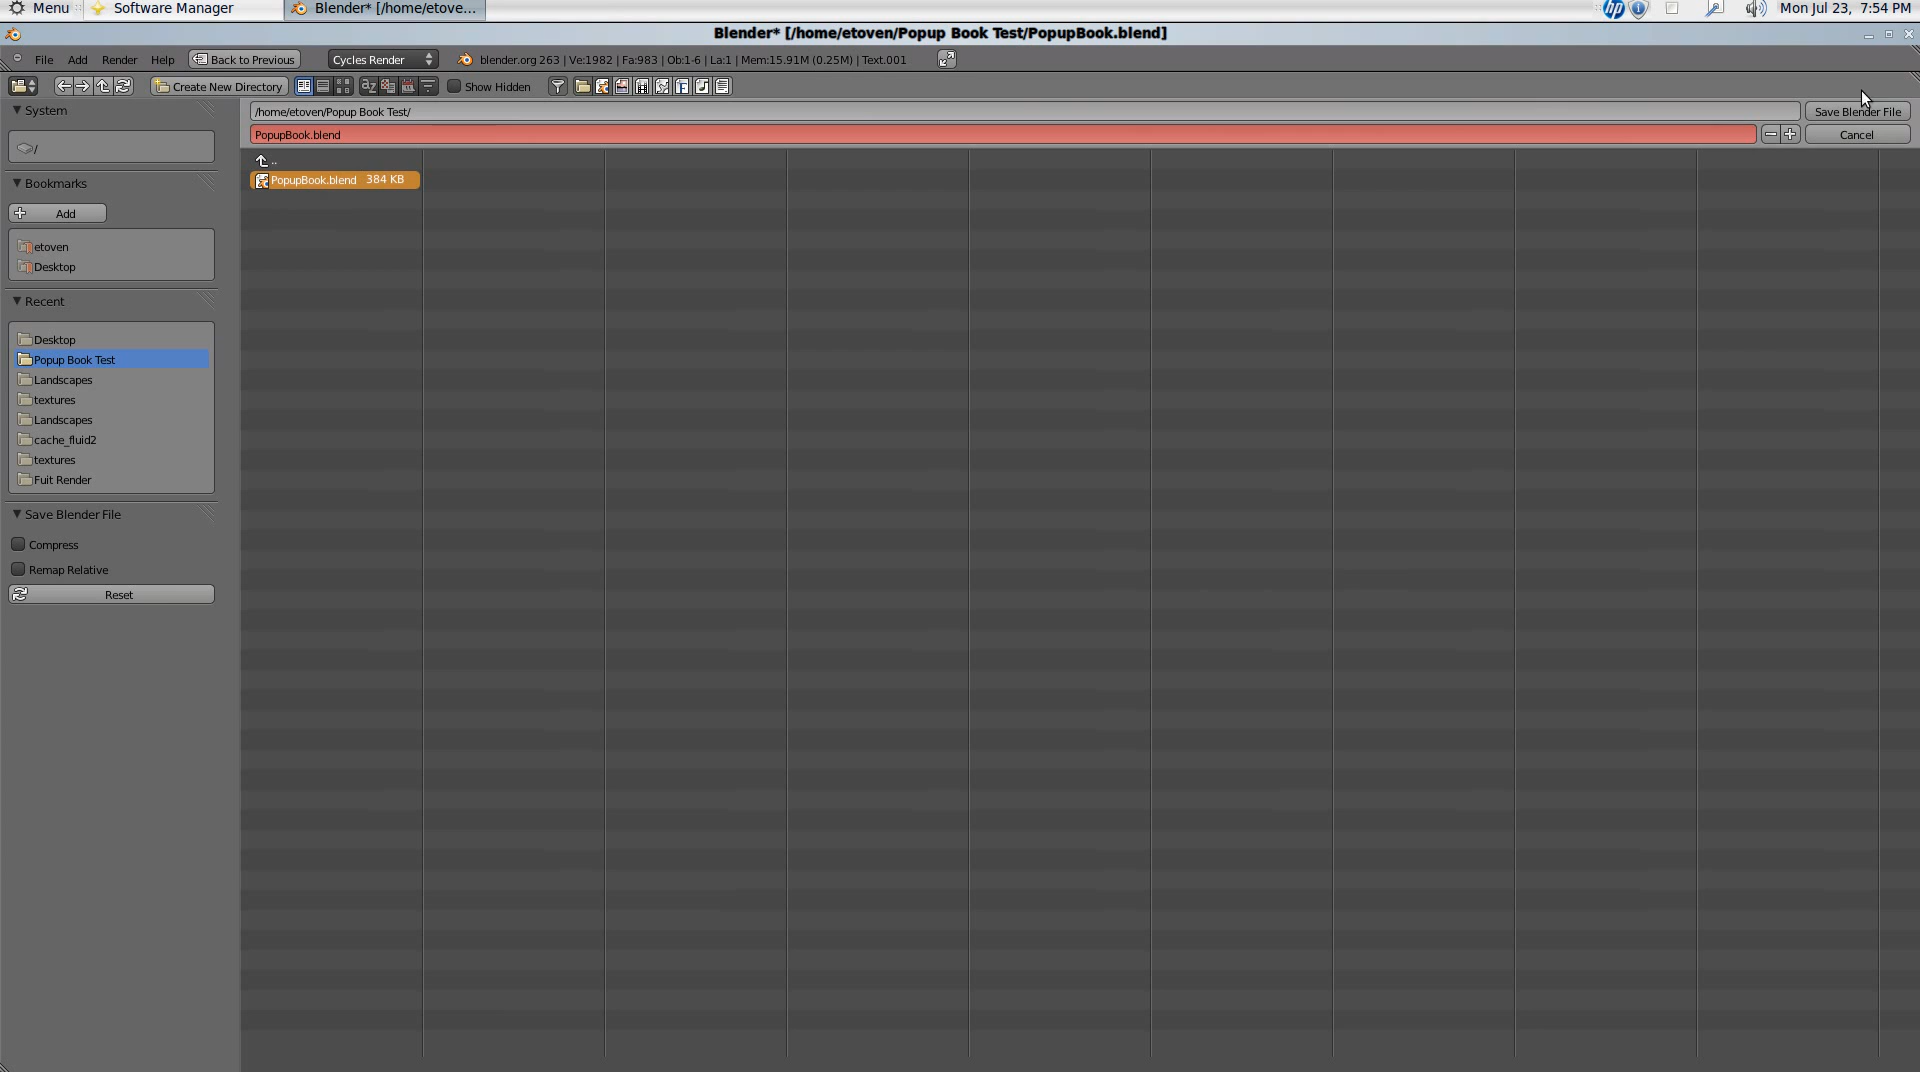 Menu Software Manager Blender* [/home/etove... hp Mon Jul 23, 7:54 PM
Blender* [/home/etoven/Popup Book Test/PopupBook.blend]
File Add Render Help Back to Previous Cycles Render blender.org 263 | Ve:1982 | Fa:983 | Ob:1-6 | La:1 | Mem:15.91M (0.25M) | Text.001
Create New Directory az Show Hidden
System
/home/etoven/Popup Book Test/ Save Blender File
PopupBook.blend Cancel
/
..
PopupBook.blend 384 KB
Bookmarks
Add
etoven
Desktop
Recent
Desktop
Popup Book Test
Landscapes
textures
Landscapes
cache_fluid2
textures
Fuit Render
Save Blender File
Compress
Remap Relative
Reset